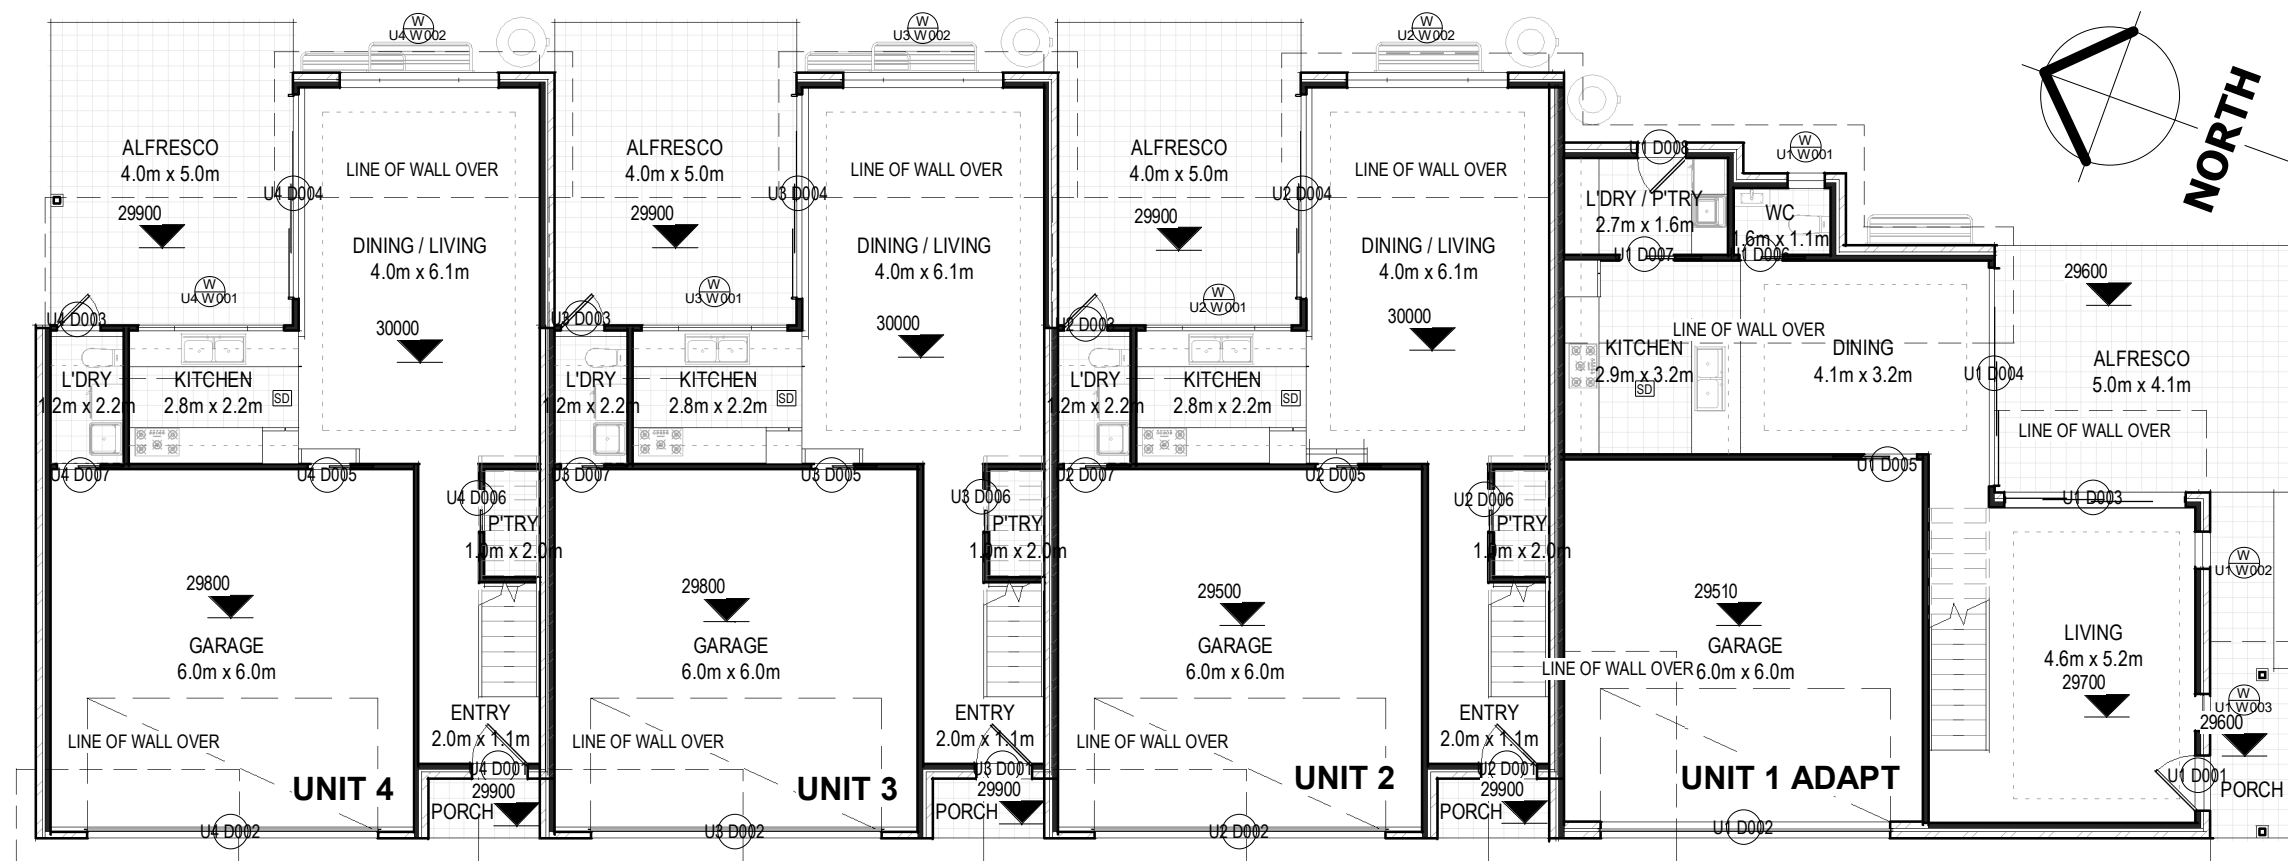 W
U4 W002
W
U3 W002
W
U2 W002
NORTH
ALFRESCO
4.0m x 5.0m
29900
U4 D004
LINE OF WALL OVER
DINING / LIVING
4.0m x 6.1m
30000
W
U4 W001
U4 D003
L'DRY
1.2m x 2.2m
KITCHEN
2.8m x 2.2m
SD
U4 D007
U4 D005
U4 D006
P'TRY
1.0m x 2.0m
29800
GARAGE
6.0m x 6.0m
LINE OF WALL OVER
UNIT 4
ENTRY
2.0m x 1.1m
U4 D001
29900
PORCH
U4 D002
ALFRESCO
4.0m x 5.0m
29900
U3 D004
LINE OF WALL OVER
DINING / LIVING
4.0m x 6.1m
30000
W
U3 W001
U3 D003
L'DRY
1.2m x 2.2m
KITCHEN
2.8m x 2.2m
SD
U3 D007
U3 D005
U3 D006
P'TRY
1.0m x 2.0m
29800
GARAGE
6.0m x 6.0m
LINE OF WALL OVER
UNIT 3
ENTRY
2.0m x 1.1m
U3 D001
29900
PORCH
U3 D002
ALFRESCO
4.0m x 5.0m
29900
U2 D004
LINE OF WALL OVER
DINING / LIVING
4.0m x 6.1m
30000
W
U2 W001
U2 D003
L'DRY
1.2m x 2.2m
KITCHEN
2.8m x 2.2m
SD
U2 D007
U2 D005
U2 D006
P'TRY
1.0m x 2.0m
29500
GARAGE
6.0m x 6.0m
LINE OF WALL OVER
UNIT 2
ENTRY
2.0m x 1.1m
U2 D001
29900
PORCH
U2 D002
U1 D008
W
U1 W001
L'DRY / P'TRY
2.7m x 1.6m
WC
1.6m x 1.1m
U1 D007
U1 D006
LINE OF WALL OVER
KITCHEN
2.9m x 3.2m
SD
DINING
4.1m x 3.2m
U1 D004
29600
ALFRESCO
5.0m x 4.1m
LINE OF WALL OVER
U1 D005
U1 D003
29510
GARAGE
6.0m x 6.0m
LINE OF WALL OVER
UNIT 1 ADAPT
U1 D002
LIVING
4.6m x 5.2m
29700
W
U1 W002
W
U1 W003
29600
U1 D001
PORCH